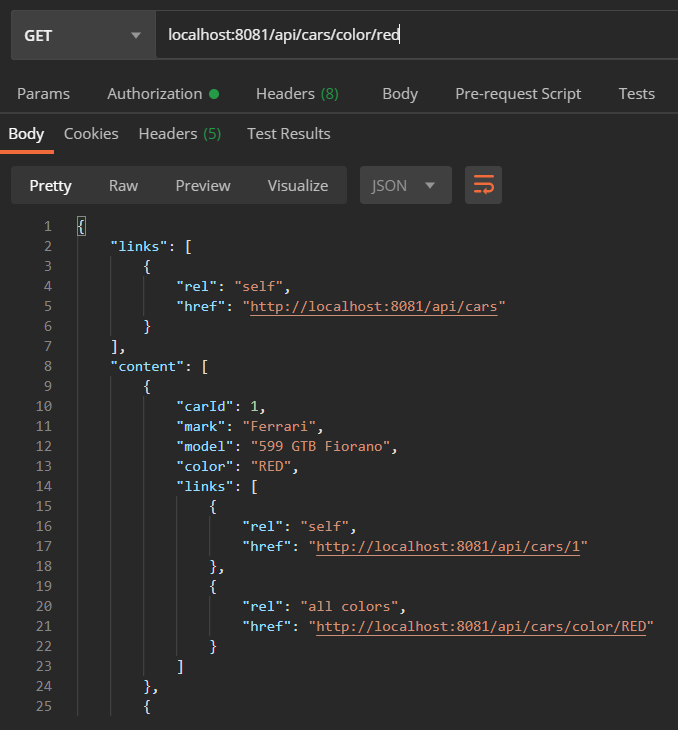 GET localhost:8081/api/cars/color/red
Params Authorization Headers (8) Body Pre-request Script Tests
Body Cookies Headers (5) Test Results
Pretty Raw Preview Visualize JSON
1 {
2 "links": [
3 {
4 "rel": "self",
5 "href": "http://localhost:8081/api/cars"
6 }
7 ],
8 "content": [
9 {
10 "carId": 1,
11 "mark": "Ferrari",
12 "model": "599 GTB Fiorano",
13 "color": "RED",
14 "links": [
15 {
16 "rel": "self",
17 "href": "http://localhost:8081/api/cars/1"
18 },
19 {
20 "rel": "all colors",
21 "href": "http://localhost:8081/api/cars/color/RED"
22 }
23 ]
24 },
25 {